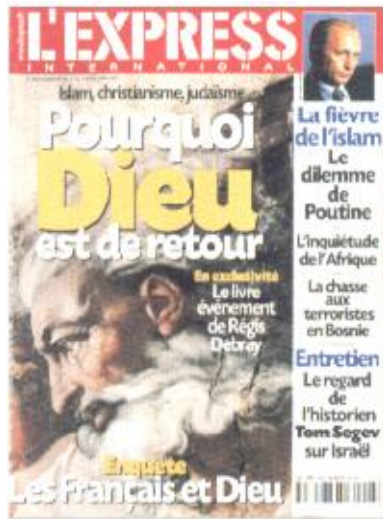 L'EXPRESS
INTERNATIONAL
Islam, christianisme, judaïsme
Pourquoi
Dieu
est de retour
En exclusivité
Le livre
événement
de Régis
Debray
Enquête
Les Français et Dieu
La fièvre
de l'islam
Le
dilemme
de
Poutine
L'inquiétude
de l'Afrique
La chasse
aux
terroristes
en Bosnie
Entretien
Le regard
de
l'historien
Tom Segev
sur Israël